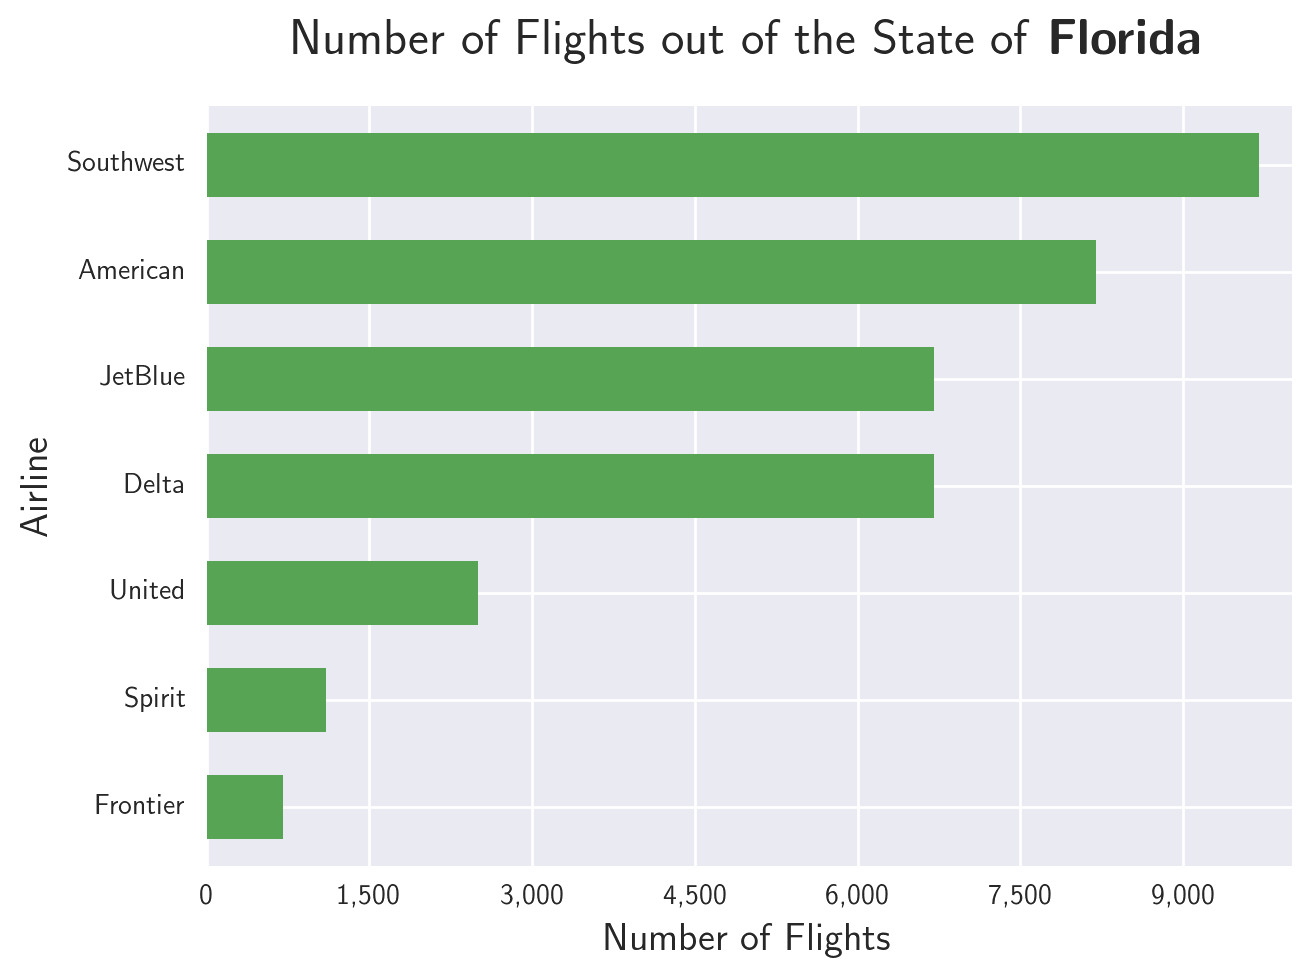 Number of Flights out of the State of Florida
Southwest
American
JetBlue
Delta
United
Spirit
Frontier
Airline
0 1,500 3,000 4,500 6,000 7,500 9,000
Number of Flights